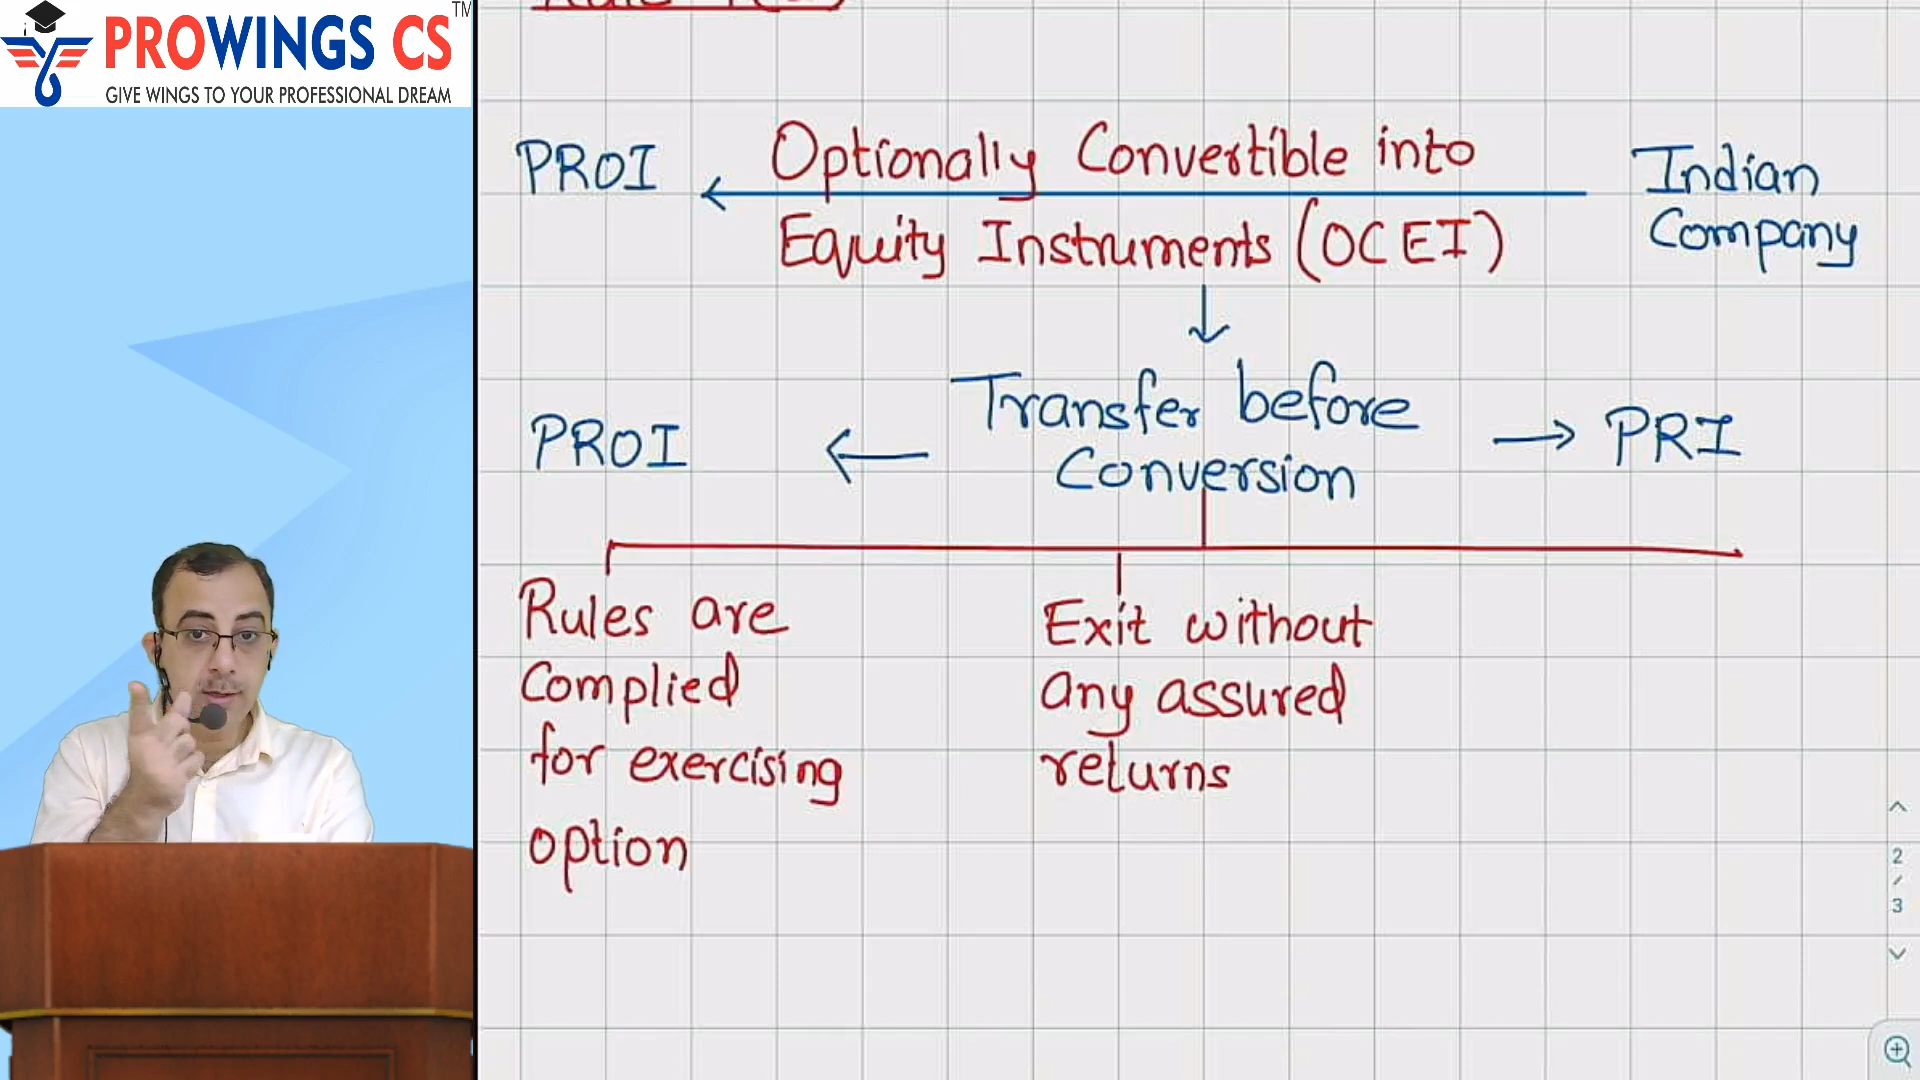 PROWINGS CS TM
GIVE WINGS TO YOUR PROFESSIONAL DREAM
PROI
Optionally Convertible into
Equity Instruments (OCEI)
Indian
Company
PROI
Transfer before
Conversion
PRI
Rules are
Complied
for exercising
option
Exit without
any assured
returns
2
/
3